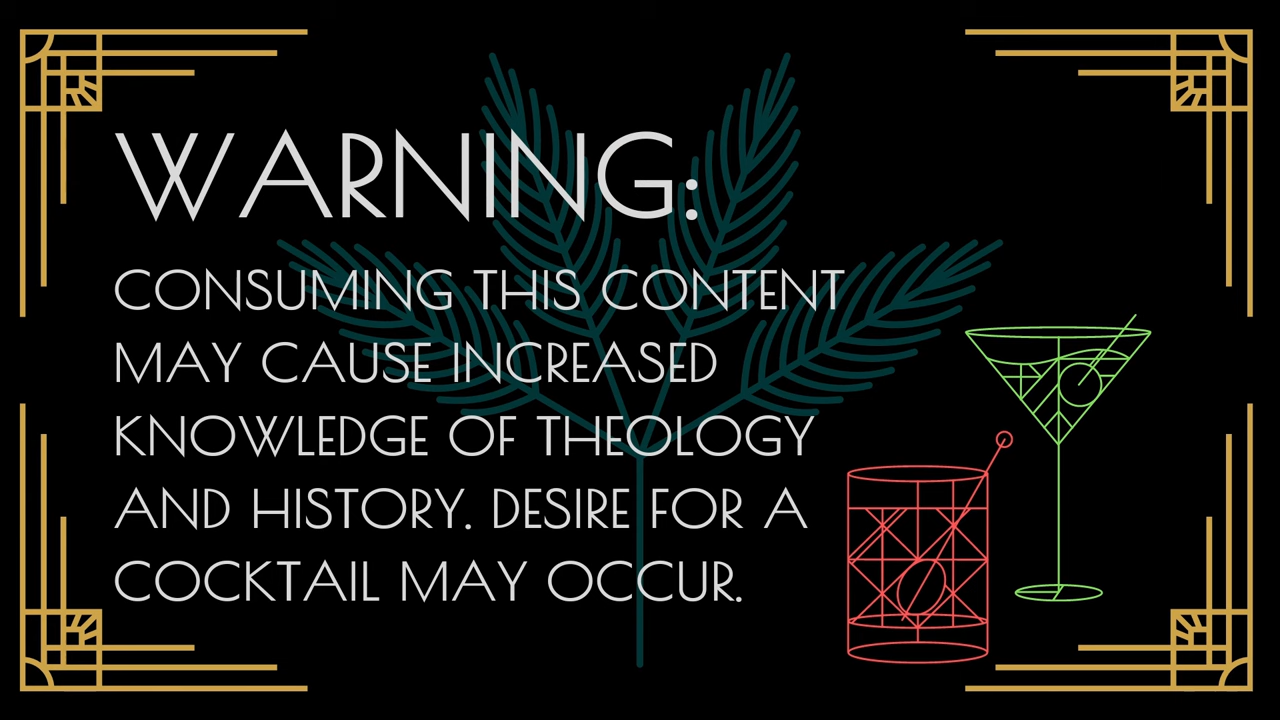 WARNING:
CONSUMING THIS CONTENT
MAY CAUSE INCREASED
KNOWLEDGE OF THEOLOGY
AND HISTORY. DESIRE FOR A
COCKTAIL MAY OCCUR.